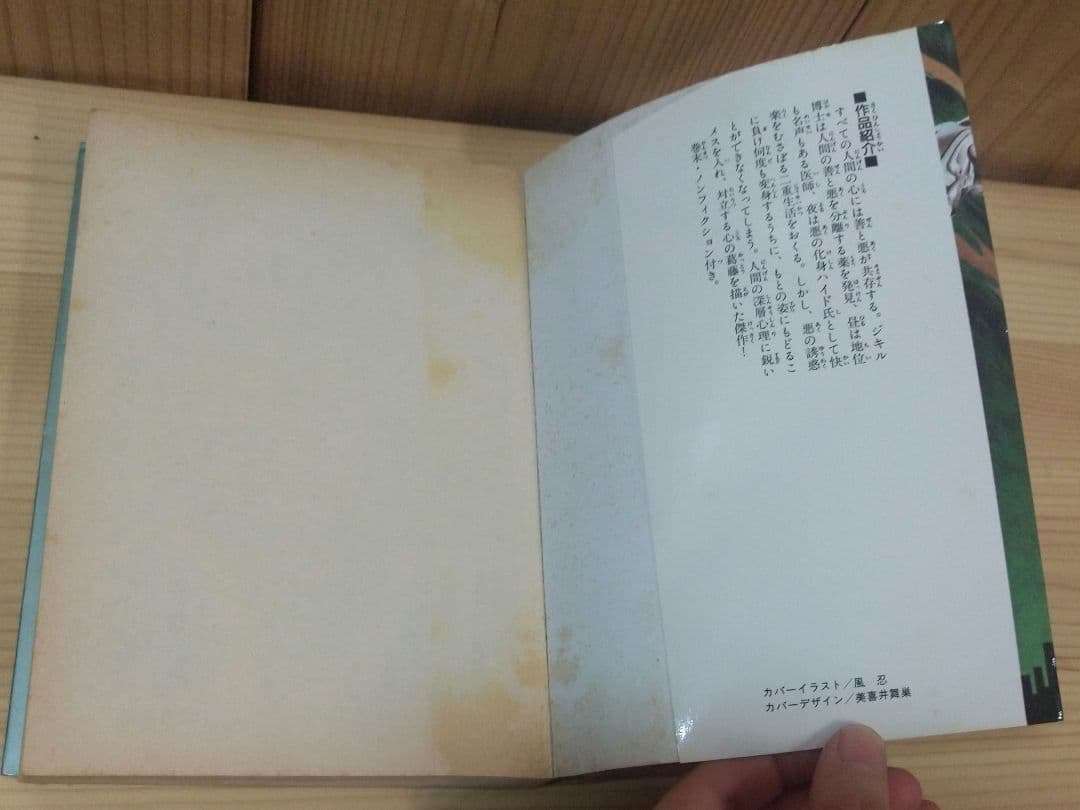 ■作品紹介■
すべての人間の心には善と悪が共存する。ジキル
博士は人間の善と悪を分離する薬を発見、昼は地位
も名声もある医師、夜は悪の化身ハイド氏として快
楽をむさぼる二重生活をおくる。しかし、悪の誘惑
に負け何度も変身するうちに、もとの姿にもどるこ
とができなくなってしまう。人間の深層心理に鋭い
メスを入れ、対立する心の葛藤を描いた傑作！
巻末・ノンフィクション付き。
カバーイラスト／風　忍
カバーデザイン／美喜井舞巣